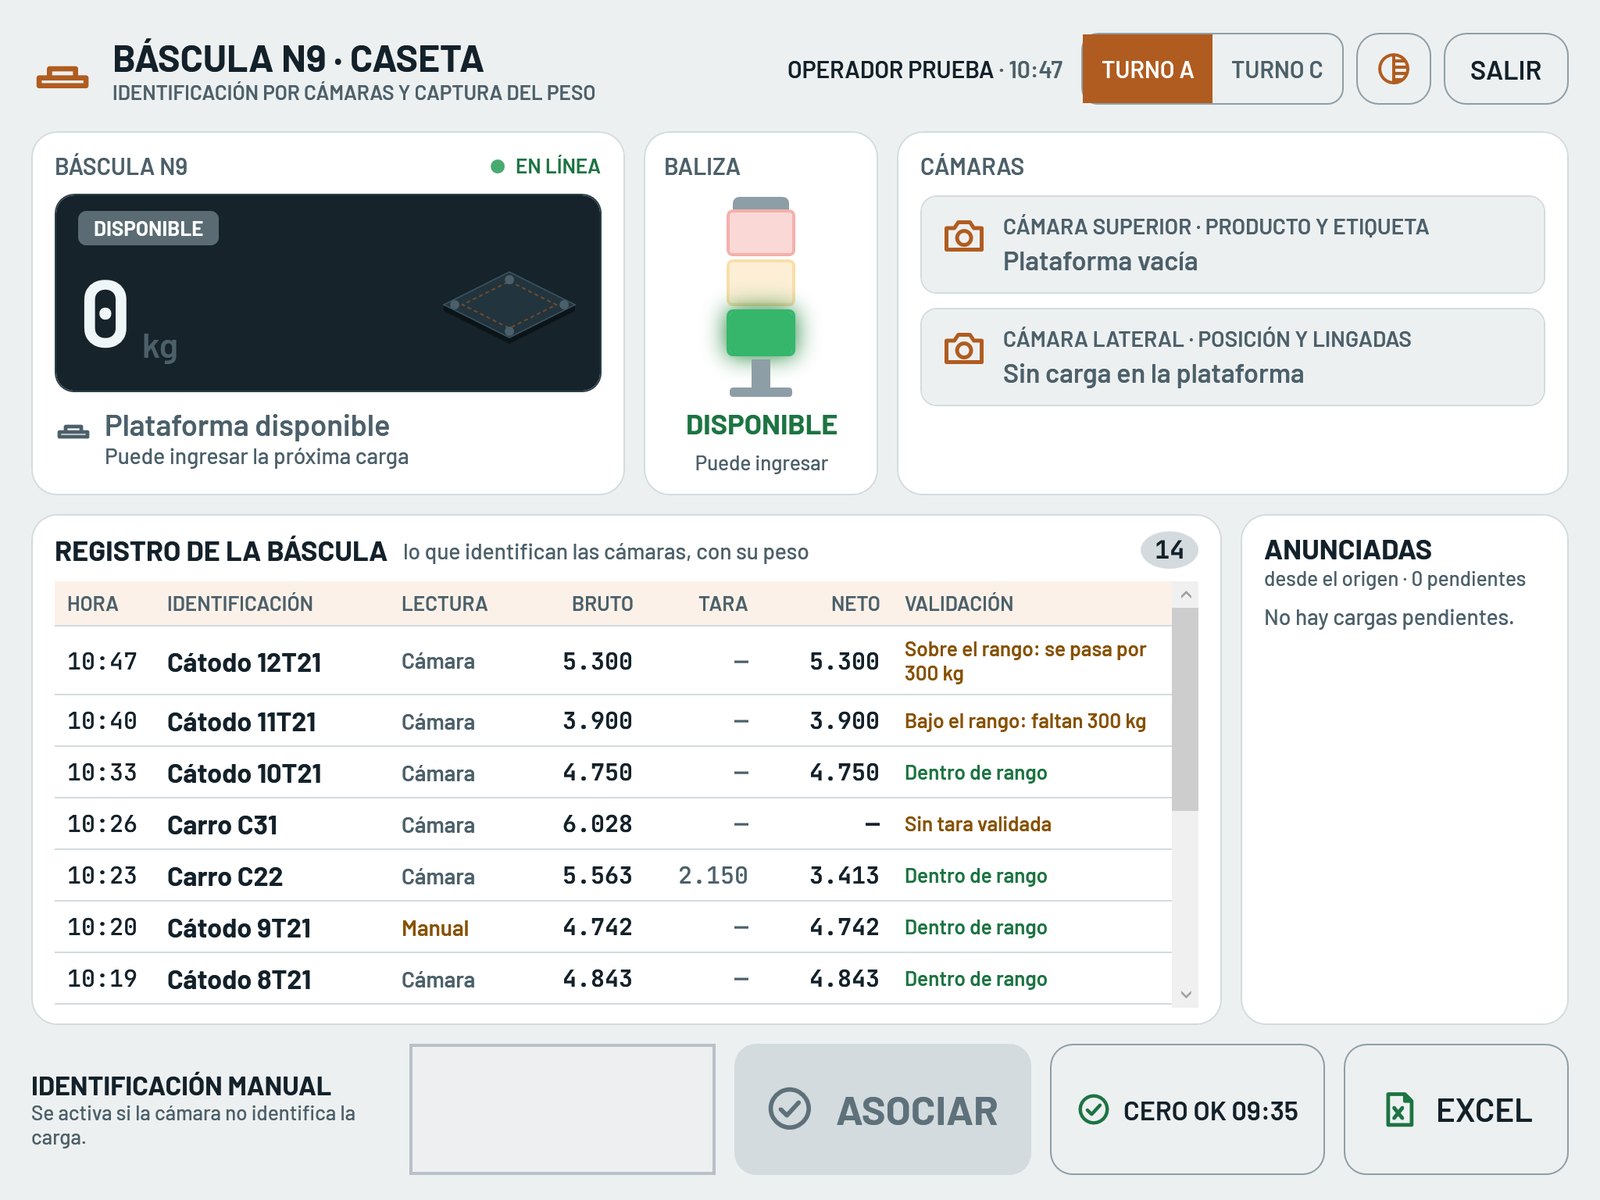 BÁSCULA N9 · CASETA
IDENTIFICACIÓN POR CÁMARAS Y CAPTURA DEL PESO
OPERADOR PRUEBA · 10:47
TURNO A
TURNO C
SALIR
BÁSCULA N9
EN LÍNEA
DISPONIBLE
0 kg
Plataforma disponible
Puede ingresar la próxima carga
BALIZA
DISPONIBLE
Puede ingresar
CÁMARAS
CÁMARA SUPERIOR · PRODUCTO Y ETIQUETA
Plataforma vacía
CÁMARA LATERAL · POSICIÓN Y LINGADAS
Sin carga en la plataforma
REGISTRO DE LA BÁSCULA lo que identifican las cámaras, con su peso 14
HORA IDENTIFICACIÓN LECTURA BRUTO TARA NETO VALIDACIÓN
10:47 Cátodo 12T21 Cámara 5.300 — 5.300 Sobre el rango: se pasa por
300 kg
10:40 Cátodo 11T21 Cámara 3.900 — 3.900 Bajo el rango: faltan 300 kg
10:33 Cátodo 10T21 Cámara 4.750 — 4.750 Dentro de rango
10:26 Carro C31 Cámara 6.028 — — Sin tara validada
10:23 Carro C22 Cámara 5.563 2.150 3.413 Dentro de rango
10:20 Cátodo 9T21 Manual 4.742 — 4.742 Dentro de rango
10:19 Cátodo 8T21 Cámara 4.843 — 4.843 Dentro de rango
ANUNCIADAS
desde el origen · 0 pendientes
No hay cargas pendientes.
IDENTIFICACIÓN MANUAL
Se activa si la cámara no identifica la
carga.
ASOCIAR
CERO OK 09:35
EXCEL